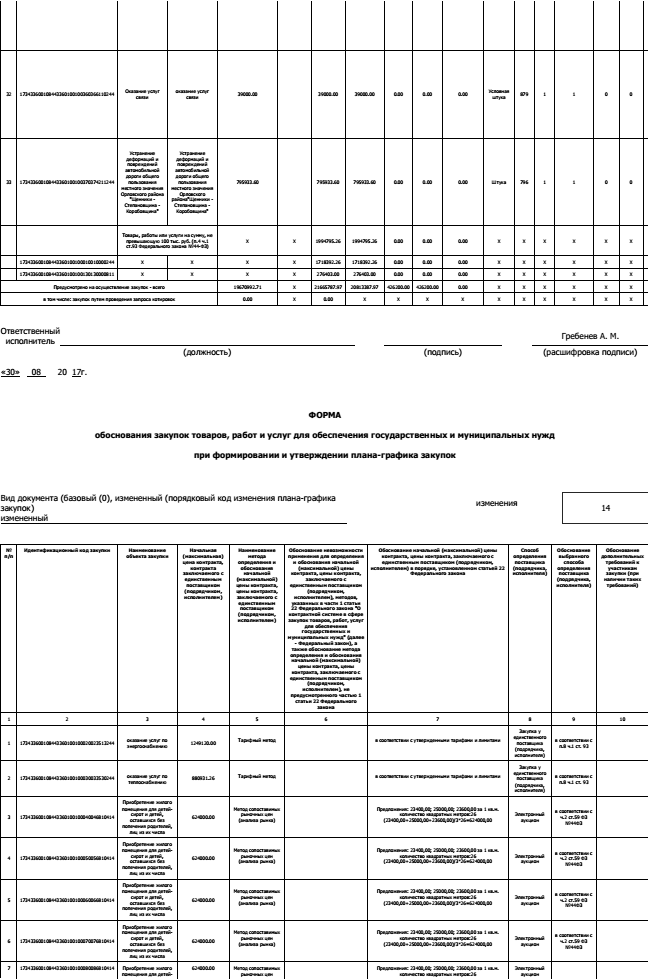 32 173433600108443360100100360366110244 Оказание услуг связи оказание услуг связи 39000.00 39000.00 39000.00 0.00 0.00 0.00 Условная штука 879 1 1 0 0
33 Устранение деформаций и повреждений автомобильной дороги общего пользования местного значения Орловского района "Цепники - Степановщина - Коробовщина" Устранение деформаций и повреждений автомобильной дороги общего пользования местного значения Орловского района 795933.60 795933.60 795933.60 0.00 0.00 0.00 Штука 796 1 1 0 0
Товары, работы или услуги на сумму, не превышающую 100 тыс. руб. (п.4 ч.1 ст.93 Федерального закона №44-ФЗ) X X 1994795.26 1994795.26 0.00 0.00 0.00 X X X X X X
X X X X 1718392.26 1718392.26 0.00 0.00 0.00 X X X X X X
X X X X 276403.00 276403.00 0.00 0.00 0.00 X X X X X X
Предусмотрено на осуществление закупок - всего 19670992.71 X 21665787.97 20813387.97 426200.00 426200.00 0.00 X X X X X X
в том числе: закупок путем проведения запроса котировок 0.00 X 0.00 X X X X X X X X X X
Ответственный
исполнитель
Гребенев А. М.
(должность) (подпись) (расшифровка подписи)
«30» 08 20 17г.
ФОРМА
обоснования закупок товаров, работ и услуг для обеспечения государственных и муниципальных нужд
при формировании и утверждении плана-графика закупок
Вид документа (базовый (0), измененный (порядковый код изменения плана-графика
закупок)
измененный
изменения 14
№ п/п Идентификационный код закупки Наименование объекта закупки Начальная (максимальная) цена контракта, контракта заключаемого с единственным поставщиком (подрядчиком, исполнителем) Наименование метода определения и обоснования начальной (максимальной) цены контракта, цены контракта, заключаемого с единственным поставщиком (подрядчиком, исполнителем) Обоснование невозможности применения для определения и обоснования начальной (максимальной) цены контракта, цены контракта, заключаемого с единственным поставщиком (подрядчиком, исполнителем), методов, указанных в части 1 статьи 22 Федерального закона "О контрактной системе в сфере закупок товаров, работ, услуг для обеспечения государственных и муниципальных нужд" (далее - Федеральный закон), а также обоснование метода определения и обоснования начальной (максимальной) цены контракта, цены контракта, заключаемого с единственным поставщиком (подрядчиком, исполнителем), не предусмотренного частью 1 статьи 22 Федерального закона Обоснование начальной (максимальной) цены контракта, цены контракта, заключаемого с единственным поставщиком (подрядчиком, исполнителем) в порядке, установленном статьей 22 Федерального закона Способ определения поставщика (подрядчика, исполнителя) Обоснование выбранного способа определения поставщика (подрядчика, исполнителя) Обоснование дополнительных требований к участникам закупки (при наличии таких требований)
1 2 3 4 5 6 7 8 9 10
1 оказание услуг по энергоснабжению 1249120.00 Тарифный метод в соответствии с утвержденными тарифами и лимитами Закупка у единственного поставщика (подрядчика, исполнителя) в соответствии с п.8 ч.1 ст. 93
2 оказание услуг по теплоснабжению 880931.26 Тарифный метод в соответствии с утвержденными тарифами и лимитами Закупка у единственного поставщика (подрядчика, исполнителя) в соответствии с п.8 ч.1 ст. 93
3 Приобретение жилого помещения для детей-сирот и детей, оставшихся без попечения родителей, лиц из их числа 624000.00 Метод сопоставимых рыночных цен (анализ рынка) Предложения: 23400,00; 25000,00; 23600,00 за 1 кв.м. количество квадратных метров:26 (23400,00+25000,00+23600,00)/3*26=624000,00 Электронный аукцион в соответствии с ч.2 ст.59 ФЗ №44ФЗ
4 Приобретение жилого помещения для детей-сирот и детей, оставшихся без попечения родителей, лиц из их числа 624000.00 Метод сопоставимых рыночных цен (анализ рынка) Предложения: 23400,00; 25000,00; 23600,00 за 1 кв.м. количество квадратных метров:26 (23400,00+25000,00+23600,00)/3*26=624000,00 Электронный аукцион в соответствии с ч.2 ст.59 ФЗ №44ФЗ
5 Приобретение жилого помещения для детей-сирот и детей, оставшихся без попечения родителей, лиц из их числа 624000.00 Метод сопоставимых рыночных цен (анализ рынка) Предложения: 23400,00; 25000,00; 23600,00 за 1 кв.м. количество квадратных метров:26 (23400,00+25000,00+23600,00)/3*26=624000,00 Электронный аукцион в соответствии с ч.2 ст.59 ФЗ №44ФЗ
6 Приобретение жилого помещения для детей-сирот и детей, оставшихся без попечения родителей, лиц из их числа 624000.00 Метод сопоставимых рыночных цен (анализ рынка) Предложения: 23400,00; 25000,00; 23600,00 за 1 кв.м. количество квадратных метров:26 (23400,00+25000,00+23600,00)/3*26=624000,00 Электронный аукцион в соответствии с ч.2 ст.59 ФЗ №44ФЗ
7 Приобретение жилого помещения для детей- 624000.00 Метод сопоставимых рыночных цен Предложения: 23400,00; 25000,00; 23600,00 за 1 кв.м. количество квадратных метров:26 Электронный аукцион в соответствии с ч.2 ст.59 ФЗ